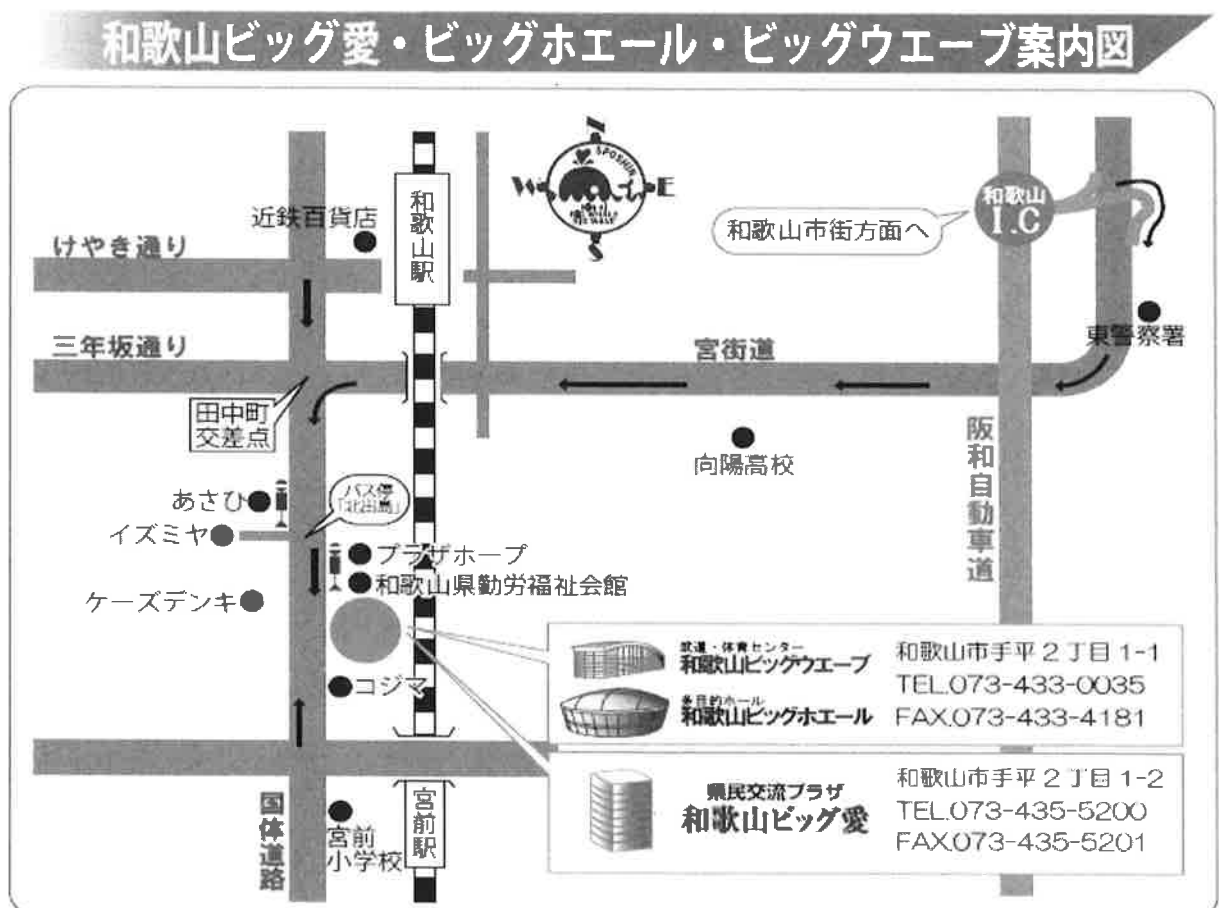 和歌山ビッグ愛・ビッグホエール・ビッグウエーブ案内図
N
SPOSHIN
W
E
S
和歌山駅
近鉄百貨店
けやき通り
和歌山
I.C
和歌山市街方面へ
東警察署
三年坂通り
宮街道
田中町
交差点
向陽高校
阪和自動車道
あさひ
バス停
「北出島」
イズミヤ
プラザホープ
和歌山県勤労福祉会館
ケーズデンキ
コジマ
武道・体育センター
和歌山ビッグウエーブ
多目的ホール
和歌山ビッグホエール
和歌山市手平2丁目1-1
TEL.073-433-0035
FAX.073-433-4181
県民交流プラザ
和歌山ビッグ愛
和歌山市手平2丁目1-2
TEL.073-435-5200
FAX.073-435-5201
国体道路
宮前
小学校
宮前駅